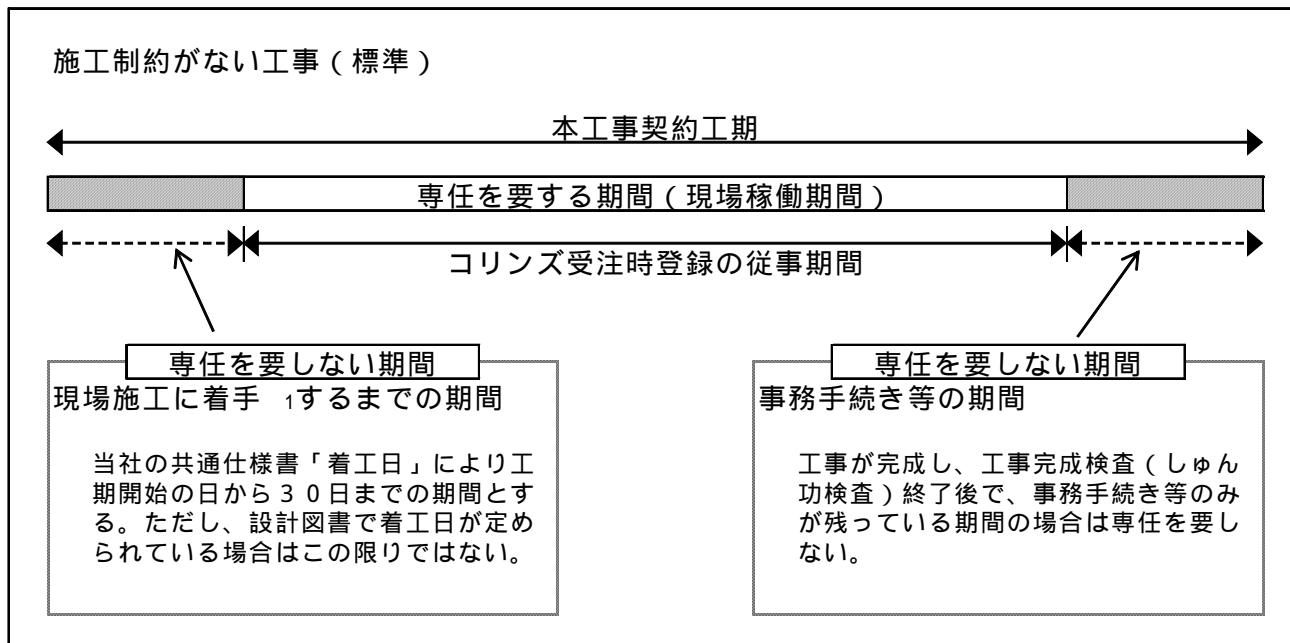 施工制約がない工事（標準）
本工事契約工期
専任を要する期間（現場稼働期間）
コリンズ受注時登録の従事期間
専任を要しない期間
現場施工に着手 1するまでの期間
当社の共通仕様書「着工日」により工
期開始の日から３０日までの期間とす
る。ただし、設計図書で着工日が定め
られている場合はこの限りではない。
専任を要しない期間
事務手続き等の期間
工事が完成し、工事完成検査（しゅん
功検査）終了後で、事務手続き等のみ
が残っている期間の場合は専任を要し
ない。